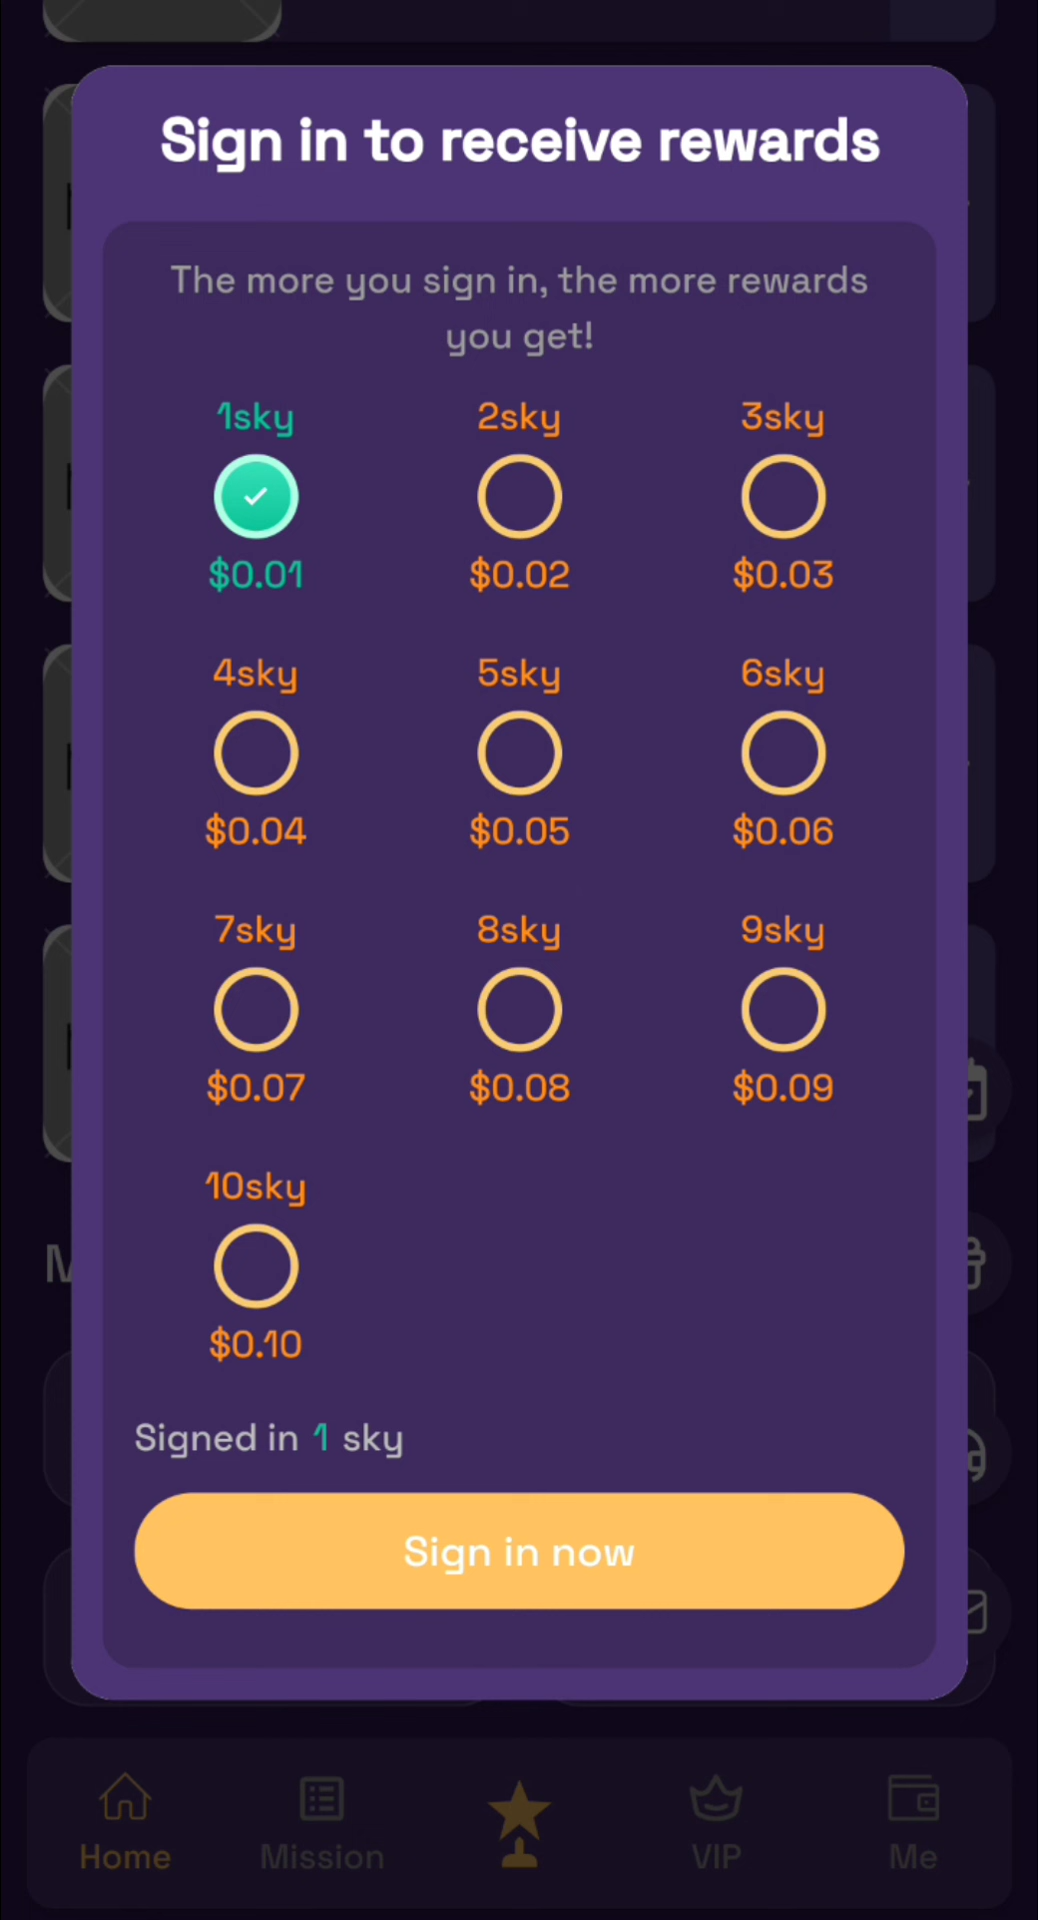 Sign in to receive rewards
The more you sign in, the more rewards
you get!
1sky 2sky 3sky
$0.01 $0.02 $0.03
4sky 5sky 6sky
$0.04 $0.05 $0.06
7sky 8sky 9sky
$0.07 $0.08 $0.09
10sky
$0.10
Signed in 1 sky
Sign in now
Home Mission VIP Me